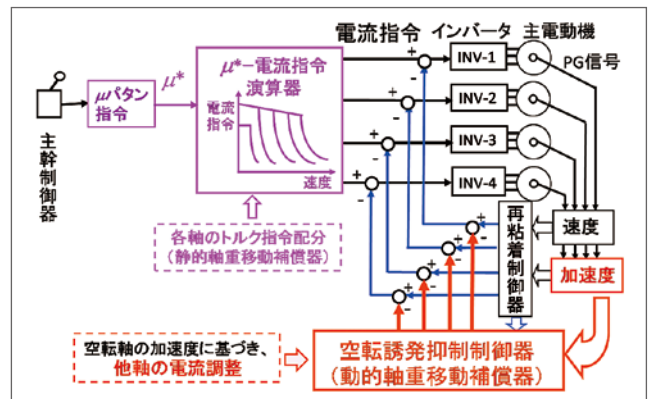 電流指令
インバータ
主電動機
μ*−電流指令
演算器
電流
指令
速度
μパタン
指令
μ*
主幹制御器
INV-1
INV-2
INV-3
INV-4
PG信号
+
-
+
-
+
-
+
-
各軸のトルク指令配分
(静的軸重移動補償器)
再粘着制御器
速度
加速度
+
-
+
-
+
-
+
-
空転軸の加速度に基づき、
他軸の電流調整
空転誘発抑制制御器
(動的軸重移動補償器)